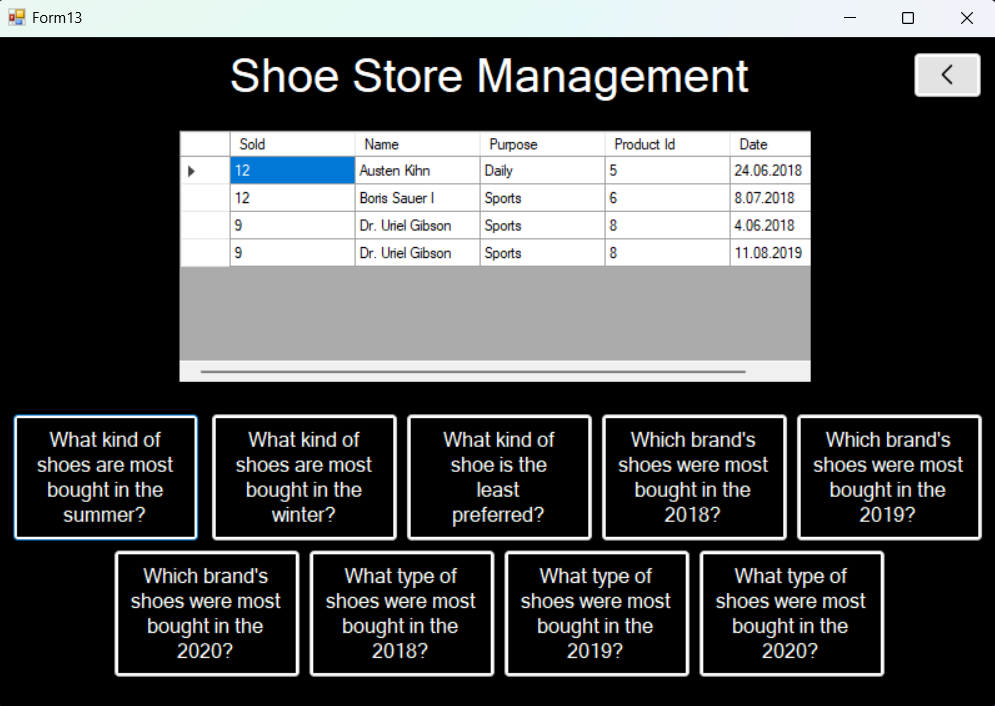 Form13
Shoe Store Management
Sold Name Purpose Product Id Date
12 Austen Kihn Daily 5 24.06.2018
12 Boris Sauer I Sports 6 8.07.2018
9 Dr. Uriel Gibson Sports 8 4.06.2018
9 Dr. Uriel Gibson Sports 8 11.08.2019
What kind of
shoes are most
bought in the
summer?
What kind of
shoes are most
bought in the
winter?
What kind of
shoe is the
least
preferred?
Which brand's
shoes were most
bought in the
2018?
Which brand's
shoes were most
bought in the
2019?
Which brand's
shoes were most
bought in the
2020?
What type of
shoes were most
bought in the
2018?
What type of
shoes were most
bought in the
2019?
What type of
shoes were most
bought in the
2020?